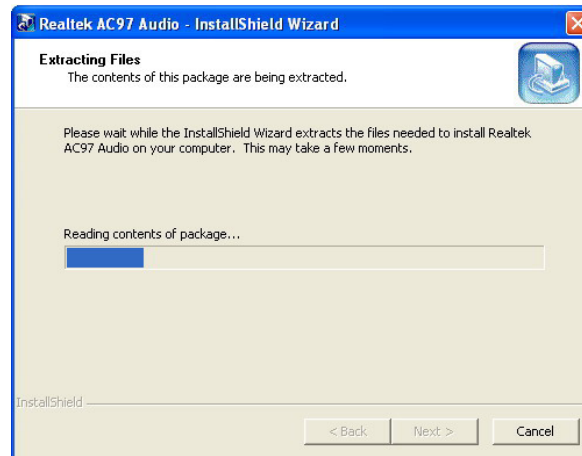 Realtek AC97 Audio - InstallShield Wizard
Extracting Files
The contents of this package are being extracted.
Please wait while the InstallShield Wizard extracts the files needed to install Realtek
AC97 Audio on your computer.  This may take a few moments.
Reading contents of package...
InstallShield
< Back
Next >
Cancel